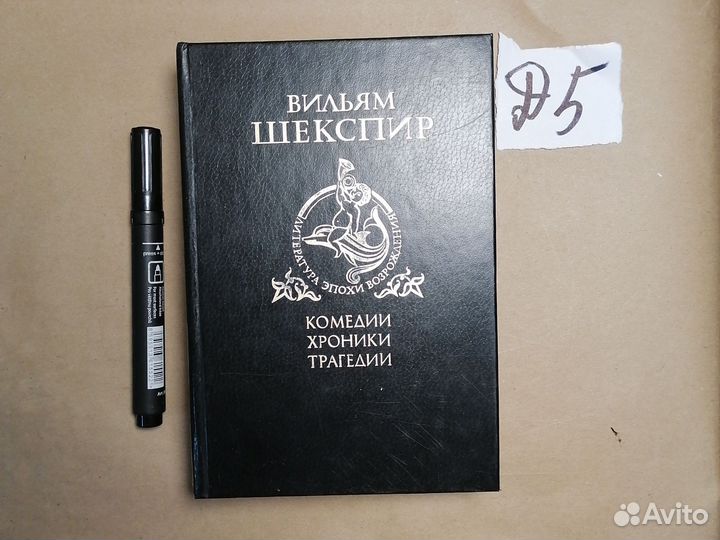 ВИЛЬЯМ
ШЕКСПИР
ЛИТЕРАТУРА ЭПОХИ ВОЗРОЖДЕНИЯ
КОМЕДИИ
ХРОНИКИ
ТРАГЕДИИ
Д5
Avito